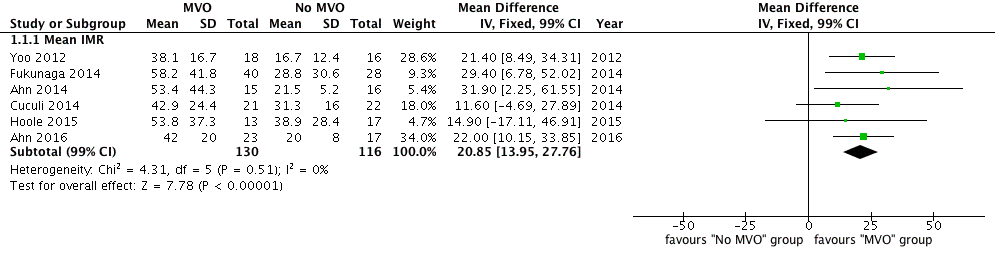 MVO No MVO Mean Difference Mean Difference
Study or Subgroup Mean SD Total Mean SD Total Weight IV, Fixed, 99% CI Year IV, Fixed, 99% CI
1.1.1 Mean IMR
Yoo 2012 38.1 16.7 18 16.7 12.4 16 28.6% 21.40 [8.49, 34.31] 2012
Fukunaga 2014 58.2 41.8 40 28.8 30.6 28 9.3% 29.40 [6.78, 52.02] 2014
Ahn 2014 53.4 44.3 15 21.5 5.2 16 5.4% 31.90 [2.25, 61.55] 2014
Cuculi 2014 42.9 24.4 21 31.3 16 22 18.0% 11.60 [-4.69, 27.89] 2014
Hoole 2015 53.8 37.3 13 38.9 28.4 17 4.7% 14.90 [-17.11, 46.91] 2015
Ahn 2016 42 20 23 20 8 17 34.0% 22.00 [10.15, 33.85] 2016
Subtotal (99% CI) 130 116 100.0% 20.85 [13.95, 27.76]
Heterogeneity: Chi² = 4.31, df = 5 (P = 0.51); I² = 0%
Test for overall effect: Z = 7.78 (P < 0.00001)
-50 -25 0 25 50
favours "No MVO" group favours "MVO" group